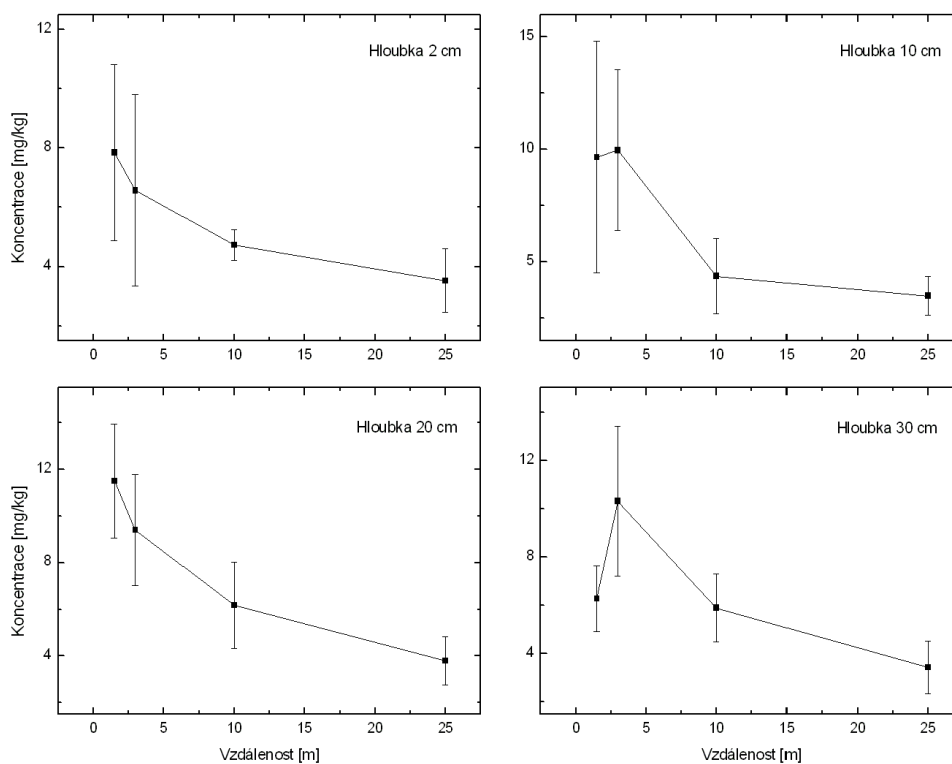 Hloubka 2 cm
Koncentrace [mg/kg]
12
8
4
0 5 10 15 20 25
Hloubka 10 cm
15
10
5
0 5 10 15 20 25
Hloubka 20 cm
Koncentrace [mg/kg]
12
8
4
0 5 10 15 20 25
Vzdálenost [m]
Hloubka 30 cm
12
8
4
0 5 10 15 20 25
Vzdálenost [m]